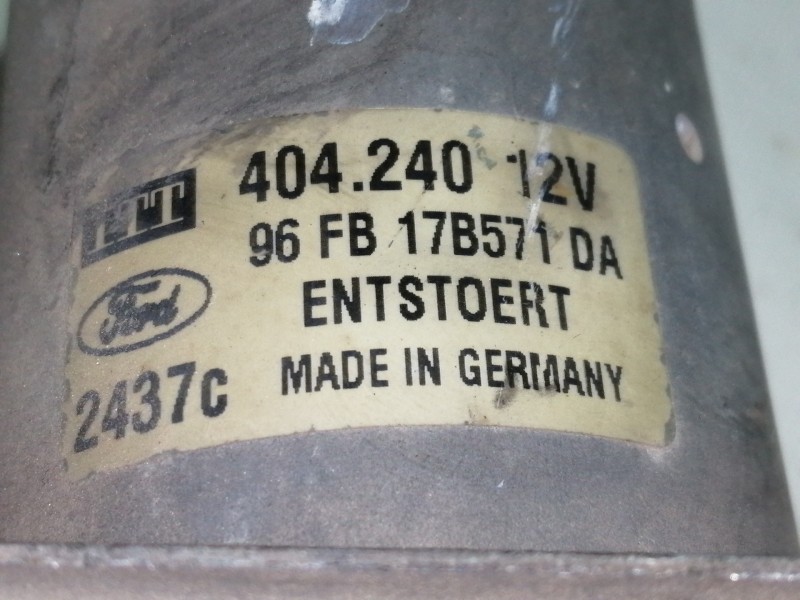 ITT 404.240 12V
96 FB 17B571 DA
Ford ENTSTOERT
2437c MADE IN GERMANY